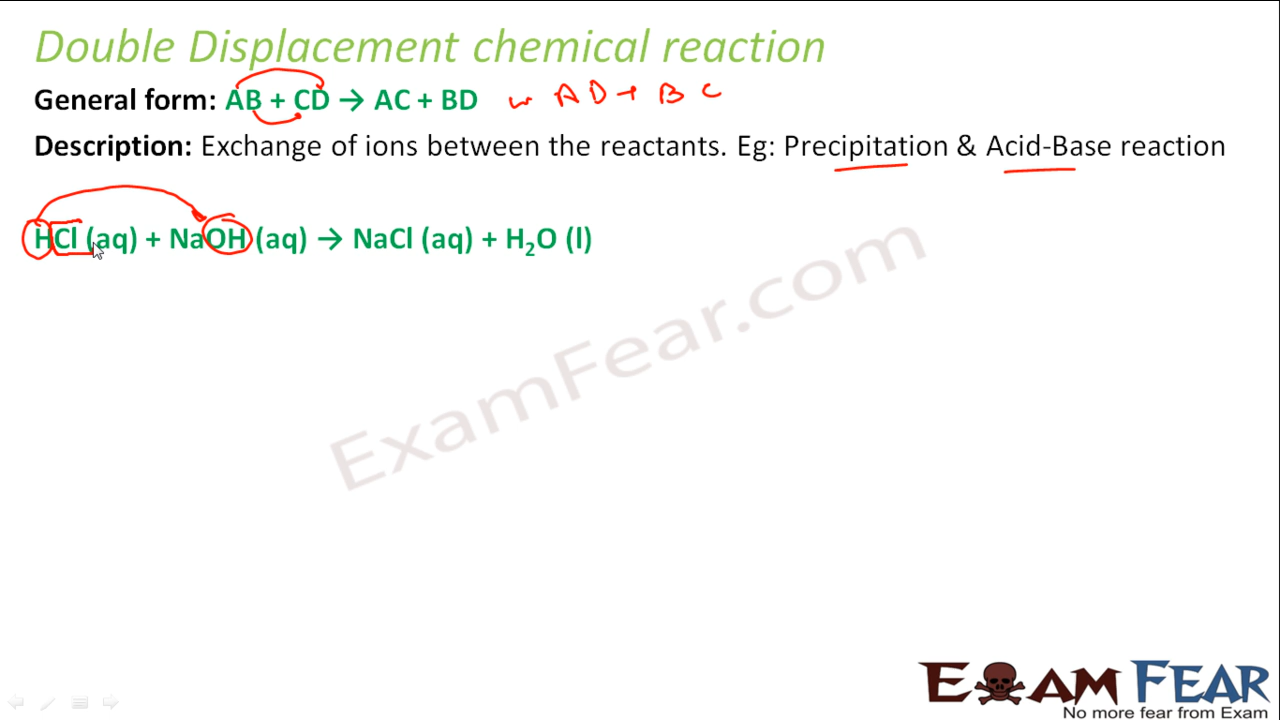 Double Displacement chemical reaction
General form: AB + CD → AC + BD AD + BC
Description: Exchange of ions between the reactants. Eg: Precipitation & Acid-Base reaction
HCl (aq) + NaOH (aq) → NaCl (aq) + H₂O (l)
ExamFear.com
EXAM FEAR
No more fear from Exam